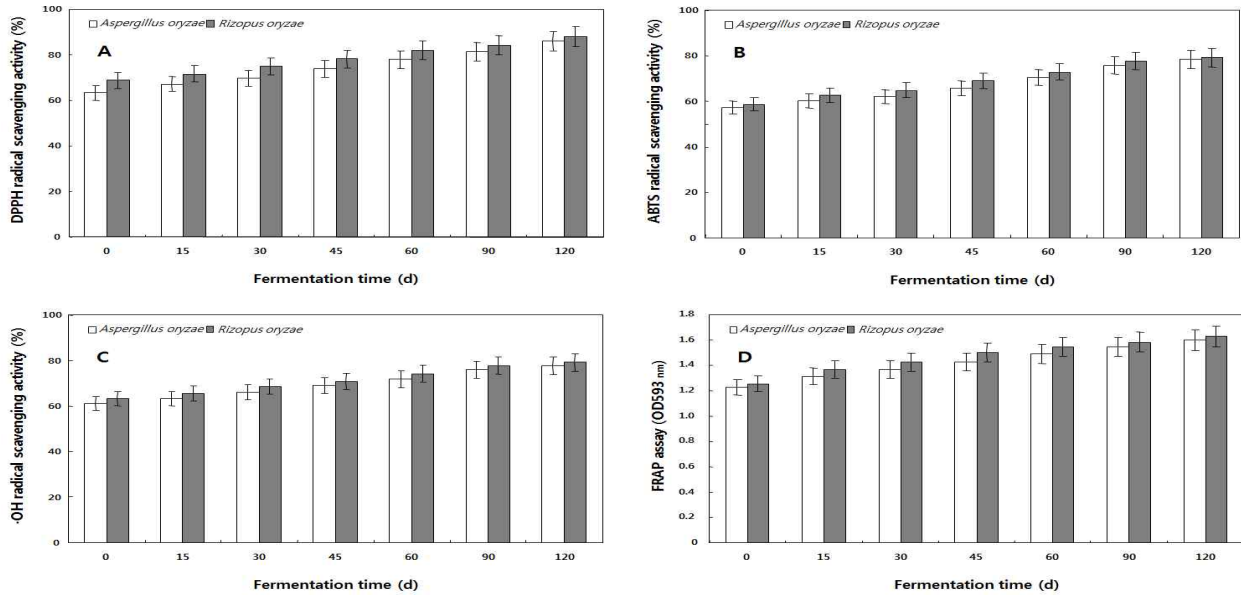 Aspergillus oryzae Rizopus oryzae
A
DPPH radical scavenging activity (%)
100
80
60
40
20
0
0 15 30 45 60 90 120
Fermentation time (d)
Aspergillus oryzae Rizopus oryzae
B
ABTS radical scavenging activity (%)
100
80
60
40
20
0
0 15 30 45 60 90 120
Fermentation time (d)
Aspergillus oryzae Rizopus oryzae
C
·OH radical scavenging activity (%)
100
80
60
40
20
0
0 15 30 45 60 90 120
Fermentation time (d)
Aspergillus oryzae Rizopus oryzae
D
FRAP assay (OD593 nm)
1.8
1.6
1.4
1.2
1.0
0.8
0.6
0.4
0.2
0
0 15 30 45 60 90 120
Fermentation time (d)